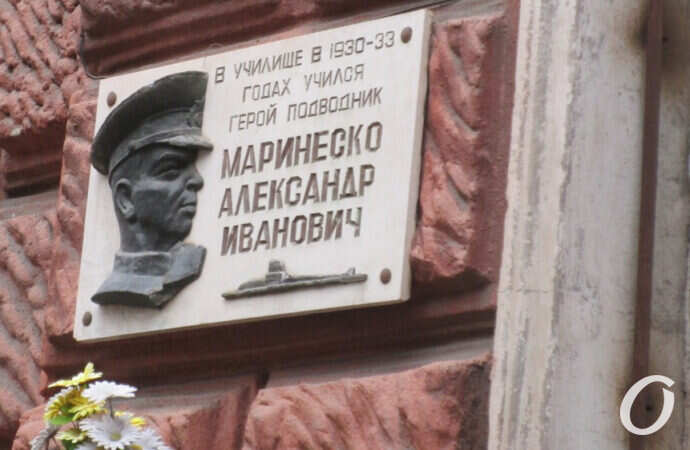 В УЧИЛИЩЕ В 1930-33
ГОДАХ УЧИЛСЯ
ГЕРОЙ ПОДВОДНИК
МАРИНЕСКО
АЛЕКСАНДР
ИВАНОВИЧ
О